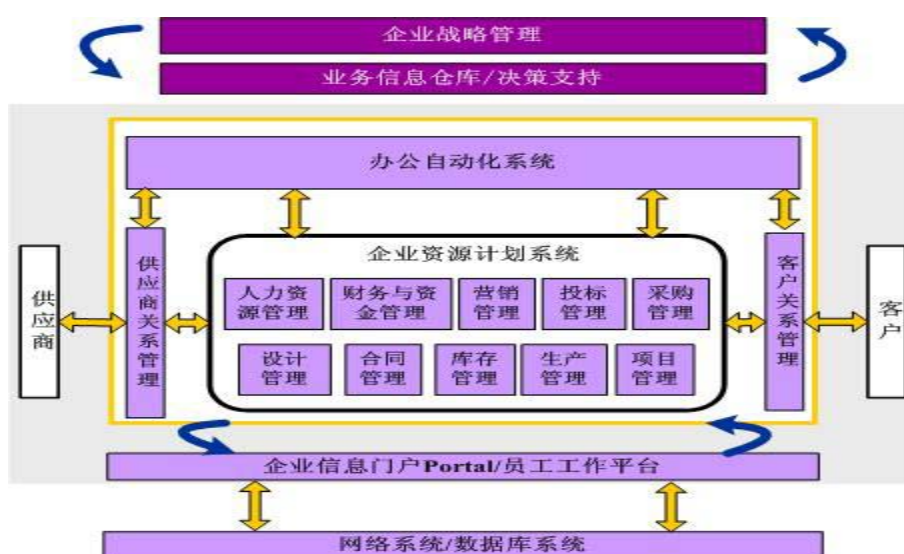 企业战略管理
业务信息仓库/决策支持
办公自动化系统
供应商
供应商关系管理
企业资源计划系统
人力资
源管理
财务与资
金管理
营销
管理
投标
管理
采购
管理
设计
管理
合同
管理
库存
管理
生产
管理
项目
管理
客户关系管理
客户
企业信息门户Portal/员工工作平台
网络系统/数据库系统